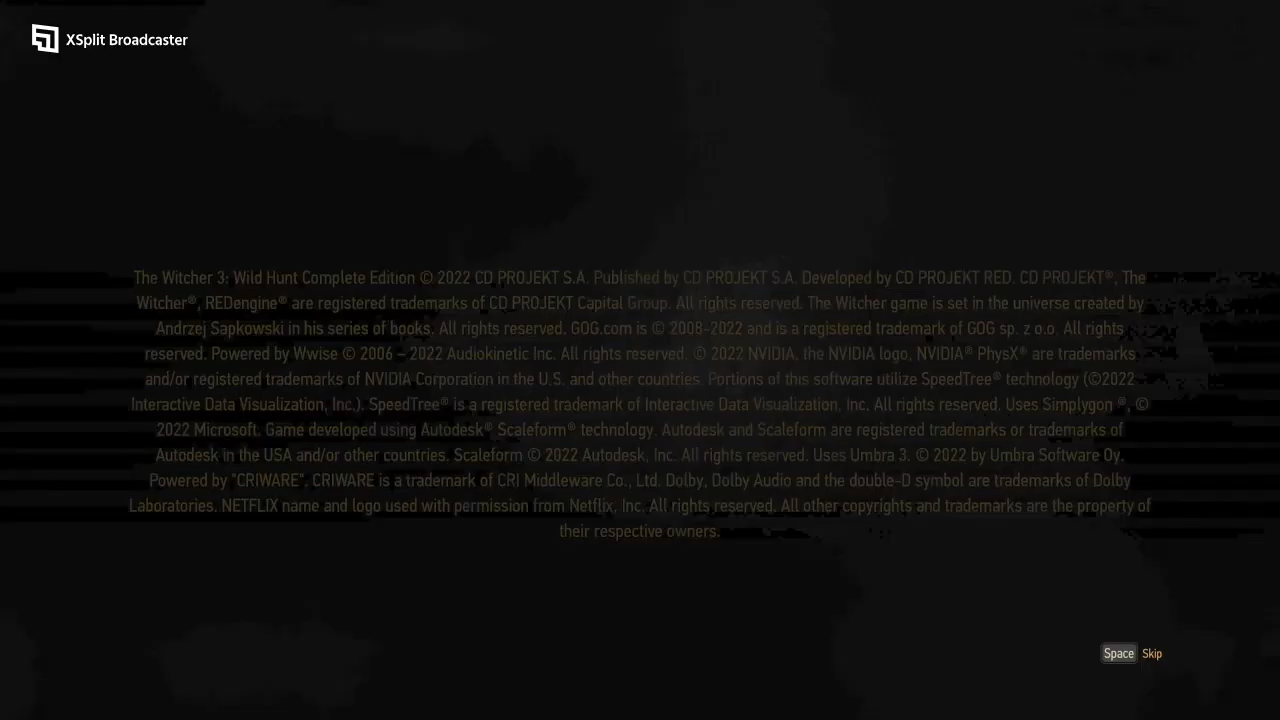 XSplit Broadcaster
The Witcher 3: Wild Hunt Complete Edition © 2022 CD PROJEKT S.A. Published by CD PROJEKT S.A. Developed by CD PROJEKT RED. CD PROJEKT®, The
Witcher®, REDengine® are registered trademarks of CD PROJEKT Capital Group. All rights reserved. The Witcher game is set in the universe created by
Andrzej Sapkowski in his series of books. All rights reserved. GOG.com is © 2008-2022 and is a registered trademark of GOG sp. z o.o. All rights
reserved. Powered by Wwise © 2006 – 2022 Audiokinetic Inc. All rights reserved. © 2022 NVIDIA, the NVIDIA logo, NVIDIA® PhysX® are trademarks
and/or registered trademarks of NVIDIA Corporation in the U.S. and other countries. Portions of this software utilize SpeedTree® technology (©2022
Interactive Data Visualization, Inc.). SpeedTree® is a registered trademark of Interactive Data Visualization, Inc. All rights reserved. Uses Simplygon ®, ©
2022 Microsoft. Game developed using Autodesk® Scaleform® technology. Autodesk and Scaleform are registered trademarks or trademarks of
Autodesk in the USA and/or other countries. Scaleform © 2022 Autodesk, Inc. All rights reserved. Uses Umbra 3. © 2022 by Umbra Software Oy.
Powered by "CRIWARE". CRIWARE is a trademark of CRI Middleware Co., Ltd. Dolby, Dolby Audio and the double-D symbol are trademarks of Dolby
Laboratories. NETFLIX name and logo used with permission from Netflix, Inc. All rights reserved. All other copyrights and trademarks are the property of
their respective owners.
Space Skip